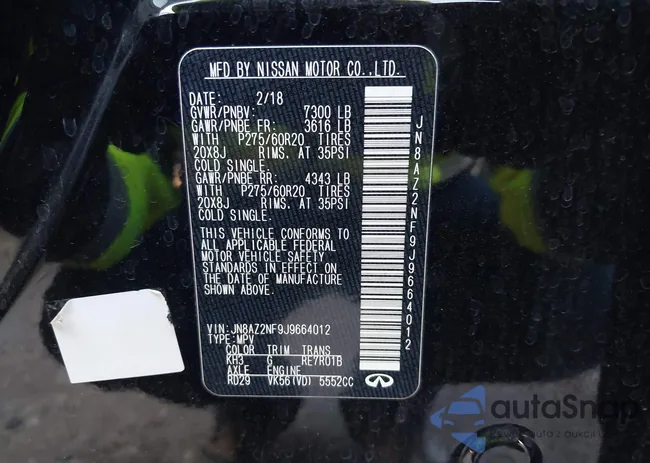 MFD BY NISSAN MOTOR CO., LTD.
DATE: 2/18
GVWR/PNBV: 7300 LB
GAWR/PNBE FR: 3616 LB
WITH P275/60R20 TIRES
20X8J RIMS. AT 35PSI
COLD SINGLE.
GAWR/PNBE RR: 4343 LB
WITH P275/60R20 TIRES
20X8J RIMS. AT 35PSI
COLD SINGLE.
THIS VEHICLE CONFORMS TO
ALL APPLICABLE FEDERAL
MOTOR VEHICLE SAFETY
STANDARDS IN EFFECT ON
THE DATE OF MANUFACTURE
SHOWN ABOVE.
VIN: JN8AZ2NF9J9664012
TYPE: MPV
COLOR TRIM TRANS
KH3 G RE7R01B
AXLE ENGINE
RD29 VK56(VD) 5552CC
JN8AZ2NF9J9664012
autaSnap
auta z aukcji